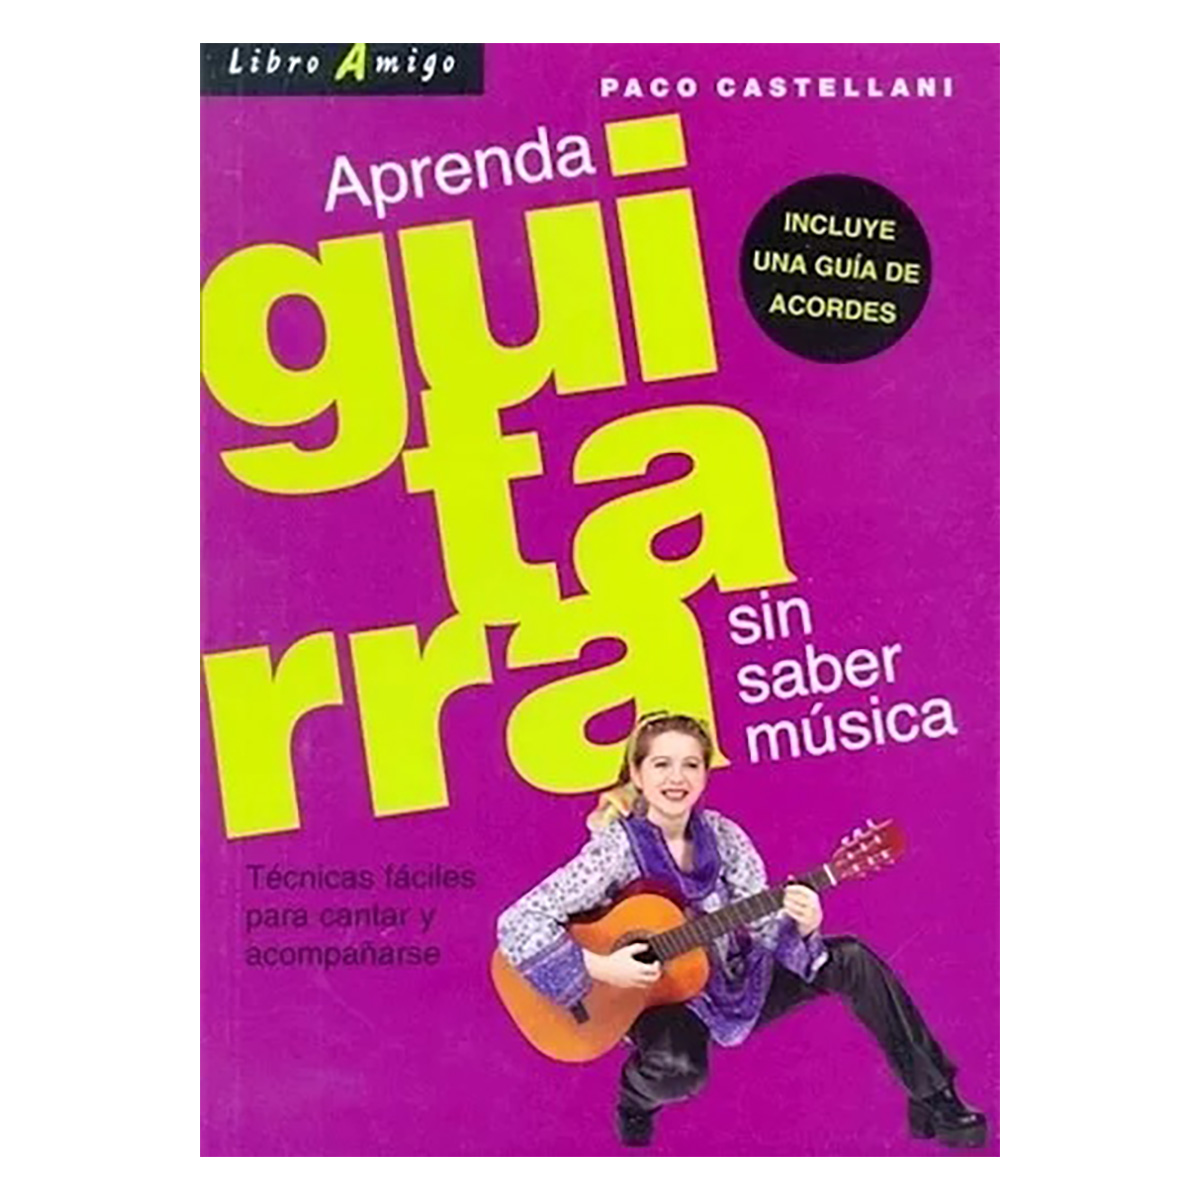 Libro Amigo
PACO CASTELLANI
Aprenda
gui
ta
rra
sin
saber
música
INCLUYE
UNA GUÍA DE
ACORDES
Técnicas fáciles
para cantar y
acompañarse